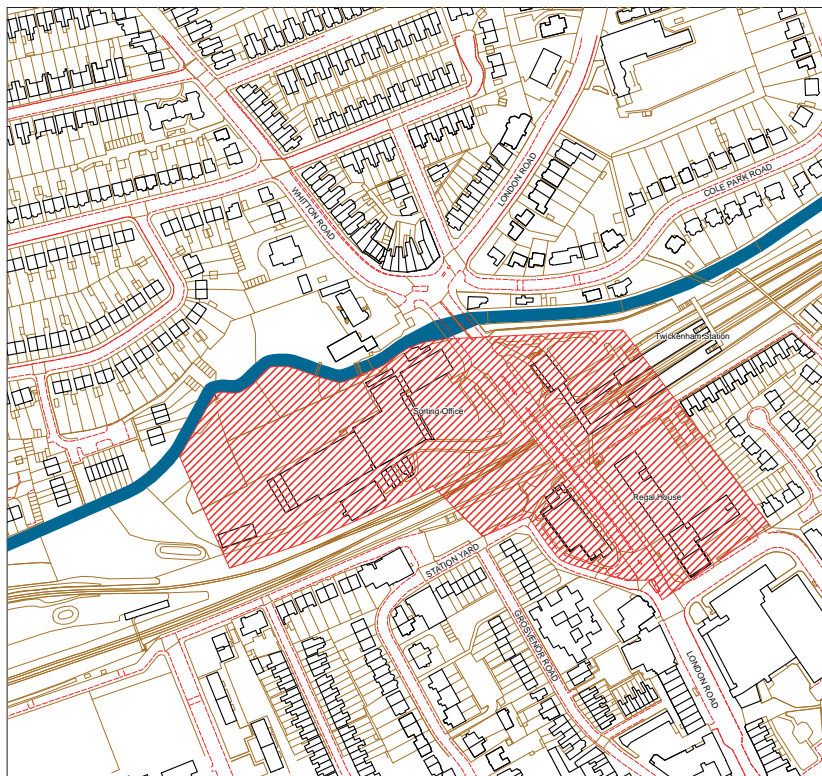 LONDON ROAD
COLE PARK ROAD
WHITTON ROAD
Twickenham Station
Sorting Office
Regal House
STATION YARD
GROSVENOR ROAD
LONDON ROAD